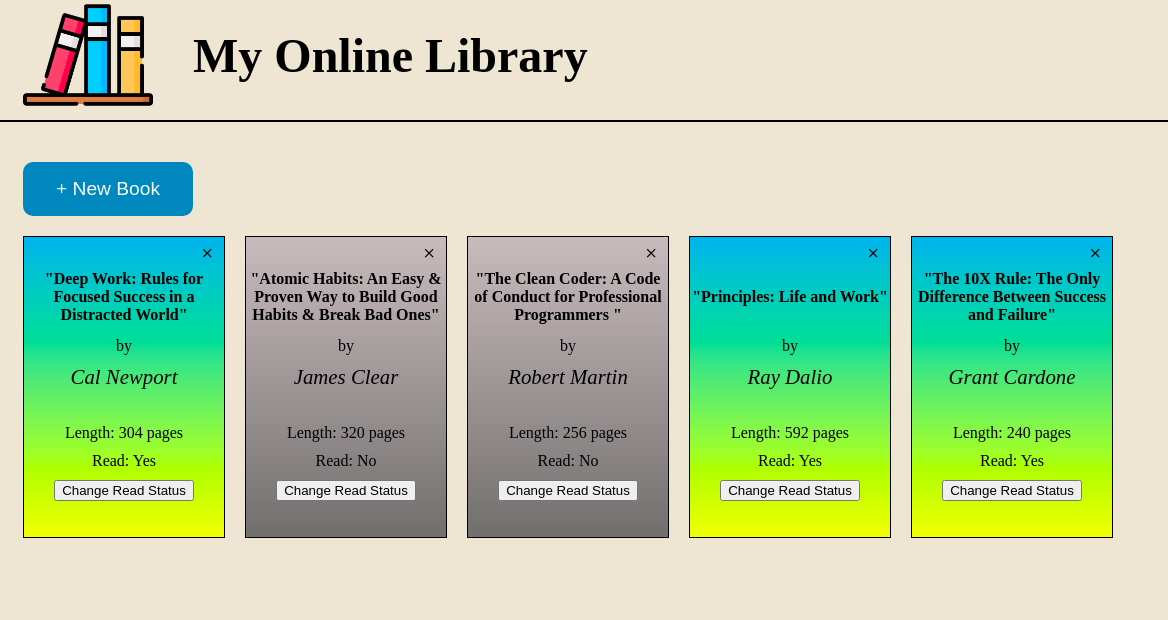 My Online Library
+ New Book
×
"Deep Work: Rules for
Focused Success in a
Distracted World"
by
Cal Newport
Length: 304 pages
Read: Yes
Change Read Status
×
"Atomic Habits: An Easy &
Proven Way to Build Good
Habits & Break Bad Ones"
by
James Clear
Length: 320 pages
Read: No
Change Read Status
×
"The Clean Coder: A Code
of Conduct for Professional
Programmers "
by
Robert Martin
Length: 256 pages
Read: No
Change Read Status
×
"Principles: Life and Work"
by
Ray Dalio
Length: 592 pages
Read: Yes
Change Read Status
×
"The 10X Rule: The Only
Difference Between Success
and Failure"
by
Grant Cardone
Length: 240 pages
Read: Yes
Change Read Status